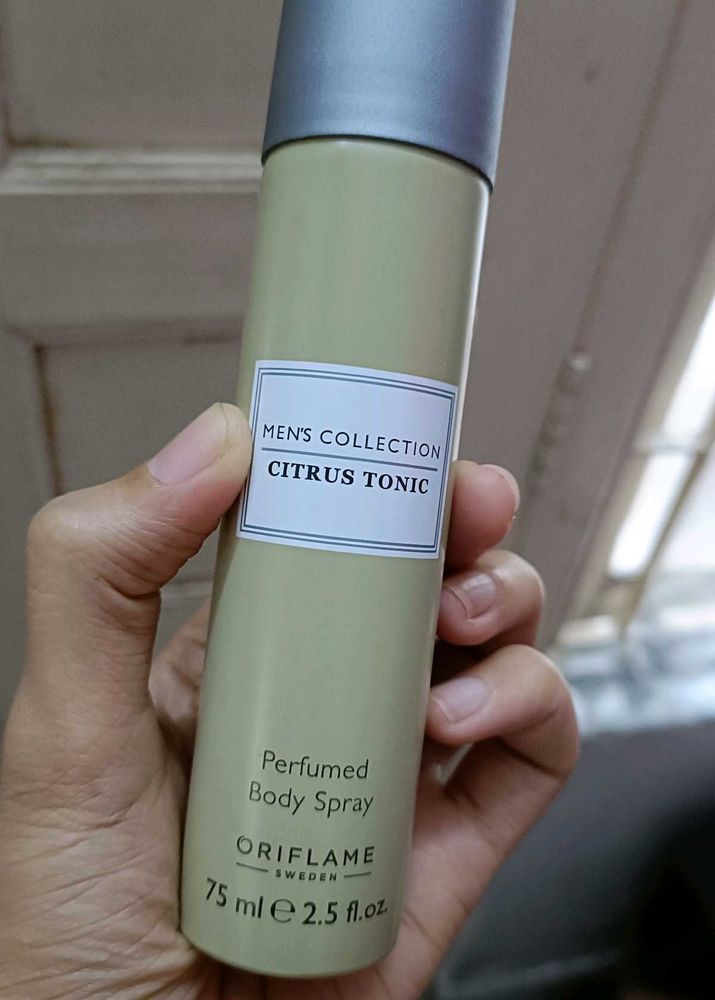 MEN'S COLLECTION
CITRUS TONIC
Perfumed
Body Spray
ORIFLAME
SWEDEN
75 ml ℮ 2.5 fl.oz.